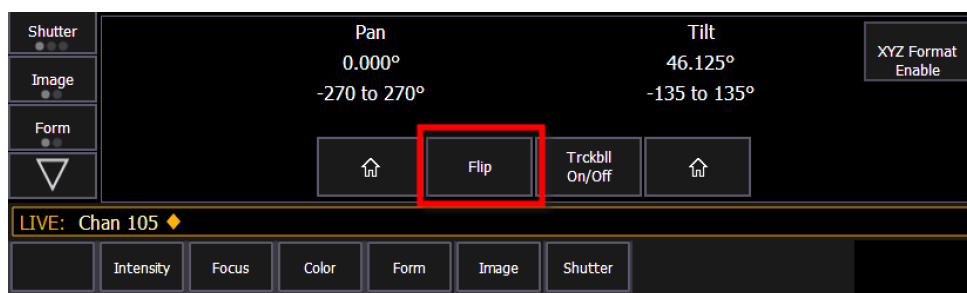 Shutter
Image
Form
Pan
0.000°
-270 to 270°
Tilt
46.125°
-135 to 135°
XYZ Format
Enable
Flip
Trckbll
On/Off
LIVE: Chan 105
Intensity
Focus
Color
Form
Image
Shutter